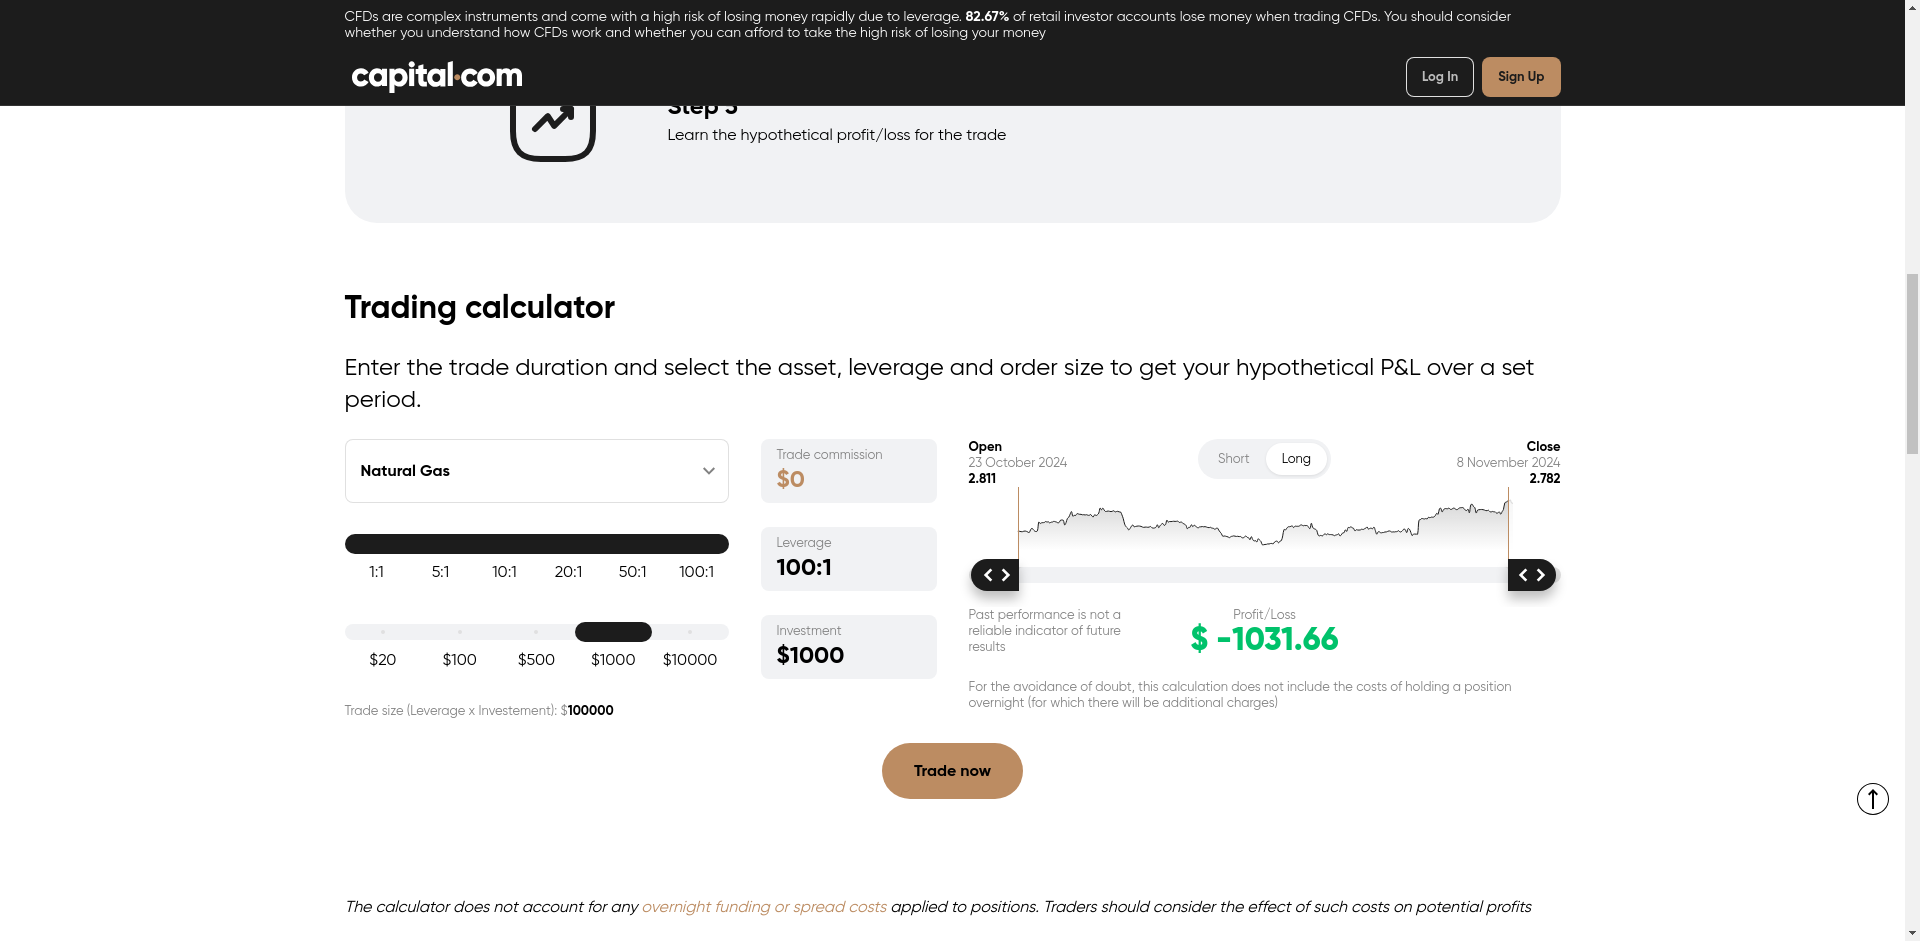 CFDs are complex instruments and come with a high risk of losing money rapidly due to leverage. 82.67% of retail investor accounts lose money when trading CFDs. You should consider
whether you understand how CFDs work and whether you can afford to take the high risk of losing your money
capital.com
Log In
Sign Up
Step 3
Learn the hypothetical profit/loss for the trade
Trading calculator
Enter the trade duration and select the asset, leverage and order size to get your hypothetical P&L over a set
period.
Natural Gas
1:1 5:1 10:1 20:1 50:1 100:1
$20 $100 $500 $1000 $10000
Trade size (Leverage x Investement): $100000
Trade commission
$0
Leverage
100:1
Investment
$1000
Open
23 October 2024
2.811
Short Long
Close
8 November 2024
2.782
Past performance is not a
reliable indicator of future
results
Profit/Loss
$ -1031.66
For the avoidance of doubt, this calculation does not include the costs of holding a position
overnight (for which there will be additional charges)
Trade now
The calculator does not account for any overnight funding or spread costs applied to positions. Traders should consider the effect of such costs on potential profits